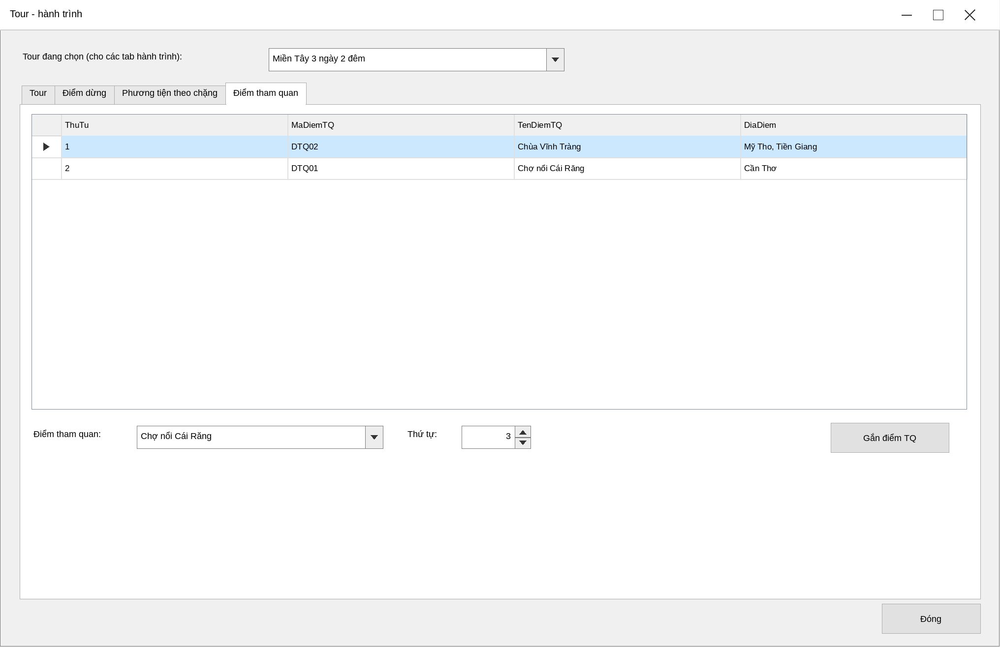 Tour - hành trình
Tour đang chọn (cho các tab hành trình): Miền Tây 3 ngày 2 đêm
Tour Điểm dừng Phương tiện theo chặng Điểm tham quan
ThuTu MaDiemTQ TenDiemTQ DiaDiem
1 DTQ02 Chùa Vĩnh Tràng Mỹ Tho, Tiền Giang
2 DTQ01 Chợ nổi Cái Răng Cần Thơ
Điểm tham quan: Chợ nổi Cái Răng Thứ tự: 3 Gắn điểm TQ
Đóng